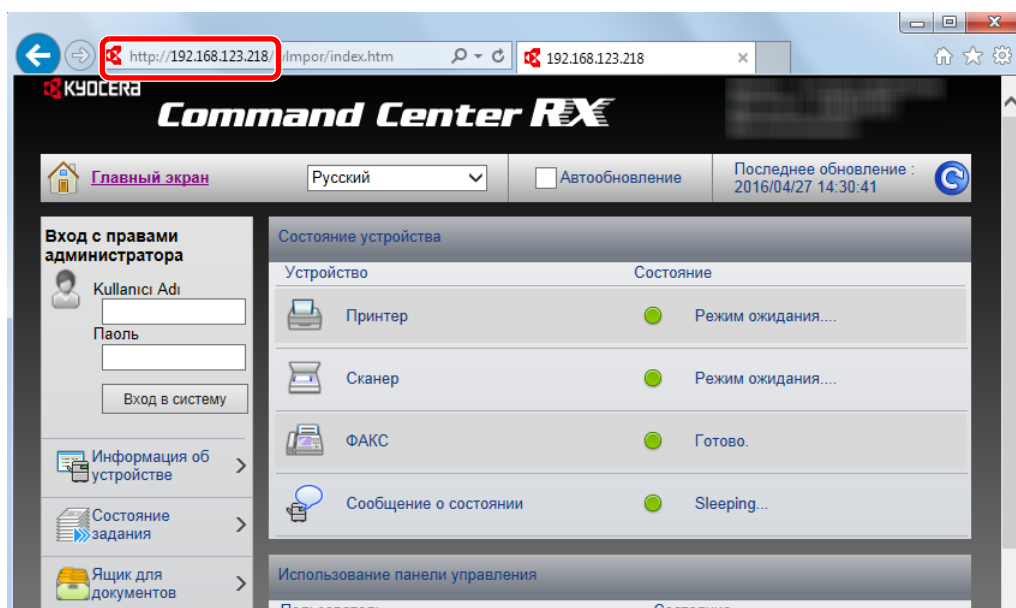 http://192.168.123.218/ wlmpor/index.htm
192.168.123.218
KYOCERA
Command Center RX
Главный экран
Русский
Автообновление
Последнее обновление :
2016/04/27 14:30:41
Вход с правами
администратора
Kullanıcı Adı
Паоль
Вход в систему
Информация об
устройстве
Состояние
задания
Ящик для
документов
Состояние устройства
Устройство Состояние
Принтер Режим ожидания....
Сканер Режим ожидания....
ФАКС Готово.
Сообщение о состоянии Sleeping...
Использование панели управления